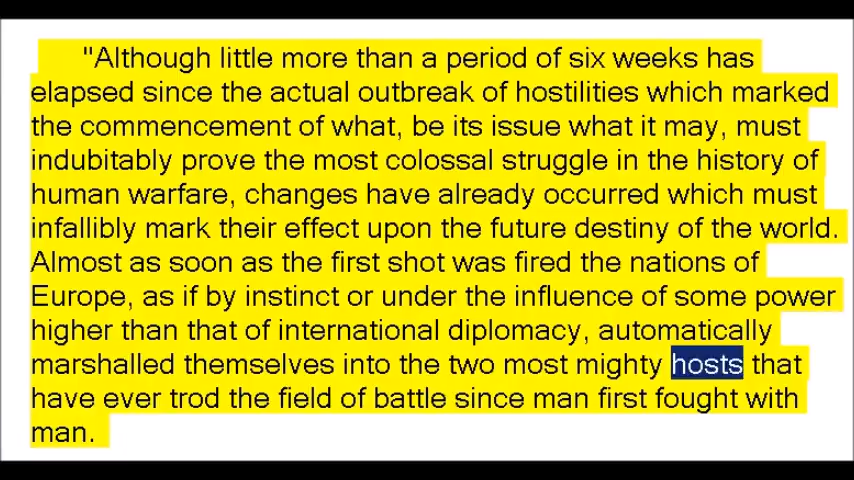 "Although little more than a period of six weeks has
elapsed since the actual outbreak of hostilities which marked
the commencement of what, be its issue what it may, must
indubitably prove the most colossal struggle in the history of
human warfare, changes have already occurred which must
infallibly mark their effect upon the future destiny of the world.
Almost as soon as the first shot was fired the nations of
Europe, as if by instinct or under the influence of some power
higher than that of international diplomacy, automatically
marshalled themselves into the two most mighty hosts that
have ever trod the field of battle since man first fought with
man.